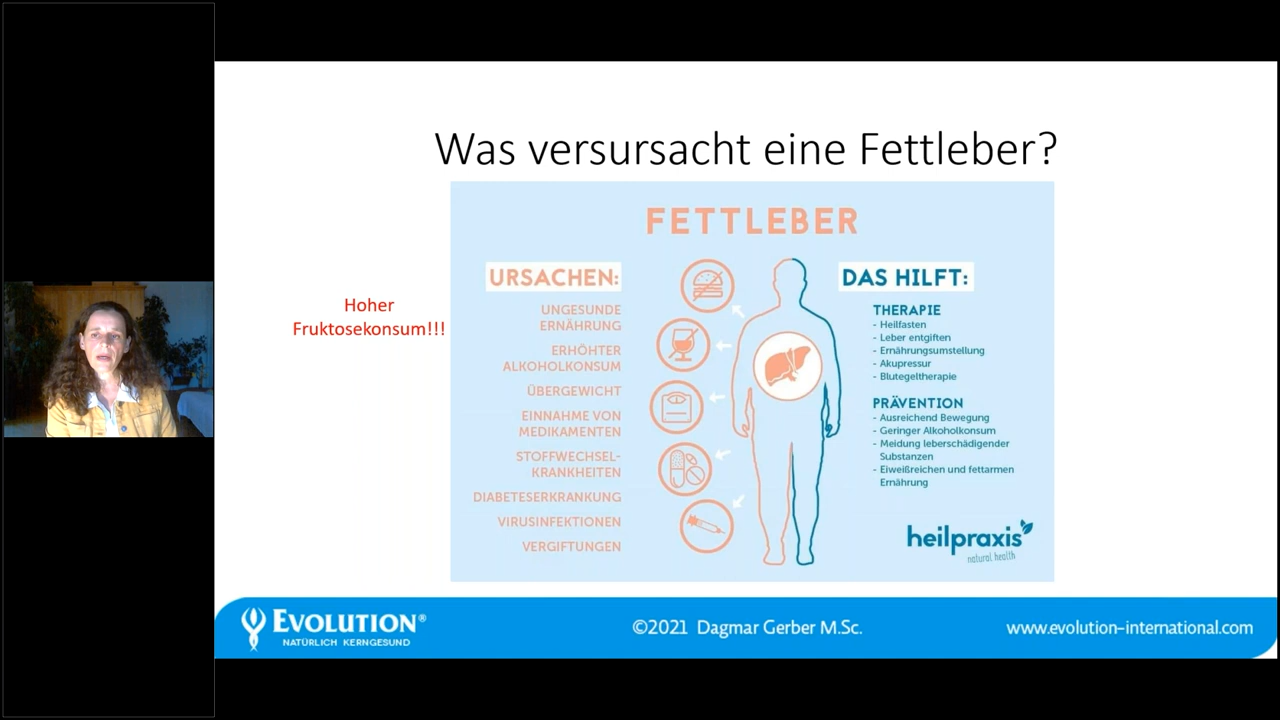 Was versursacht eine Fettleber?
Hoher
Fruktosekonsum!!!
FETTLEBER
URSACHEN:
UNGESUNDE
ERNÄHRUNG
ERHÖHTER
ALKOHOLKONSUM
ÜBERGEWICHT
EINNAHME VON
MEDIKAMENTEN
STOFFWECHSEL-
KRANKHEITEN
DIABETESERKRANKUNG
VIRUSINFEKTIONEN
VERGIFTUNGEN
DAS HILFT:
THERAPIE
- Heilfasten
- Leber entgiften
- Ernährungsumstellung
- Akupressur
- Blutegeltherapie
PRÄVENTION
- Ausreichend Bewegung
- Geringer Alkoholkonsum
- Meidung leberschädigender
Substanzen
- Eiweißreichen und fettarmen
Ernährung
heilpraxis
natural health
EVOLUTION®
NATÜRLICH KERNGESUND
©2021 Dagmar Gerber M.Sc.
www.evolution-international.com